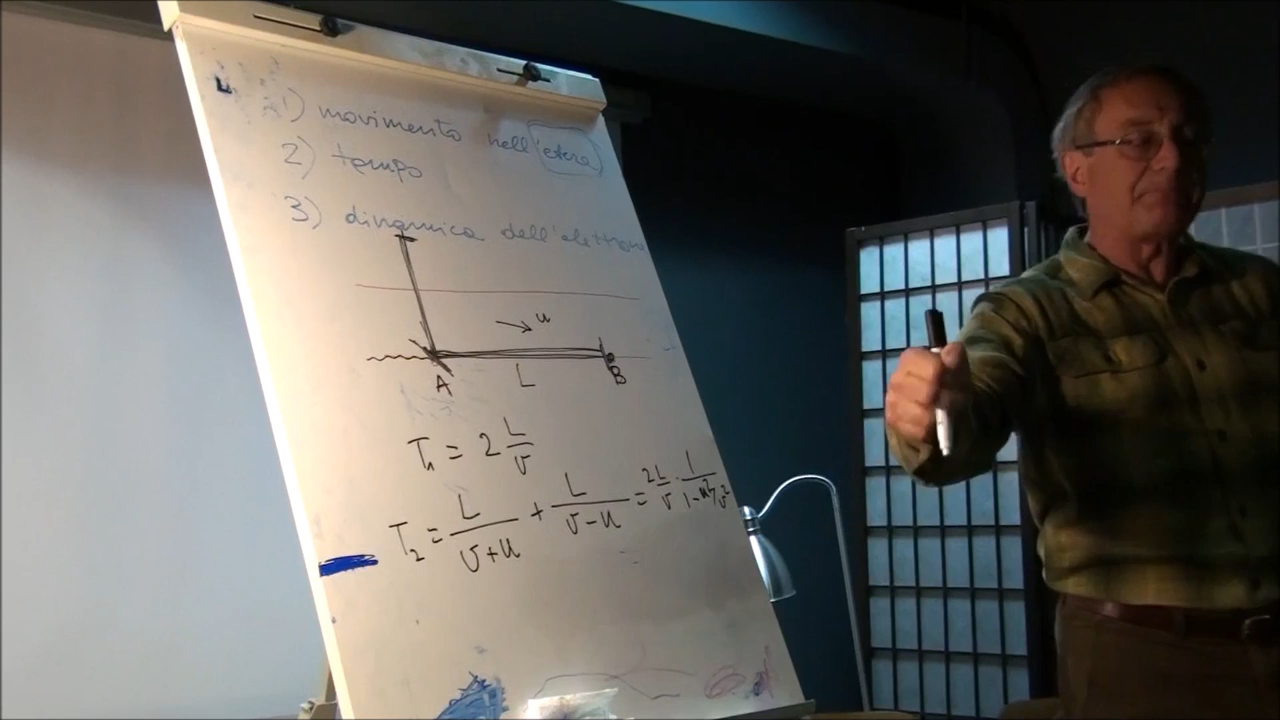 1) movimento nell'etere
2) tempo
3) dinamica dell'elettrone
u
A L B
T₁ = 2 L/v
T₂ = L/(v+u) + L/(v-u) = 2L/v · 1/(1-u²/v²)